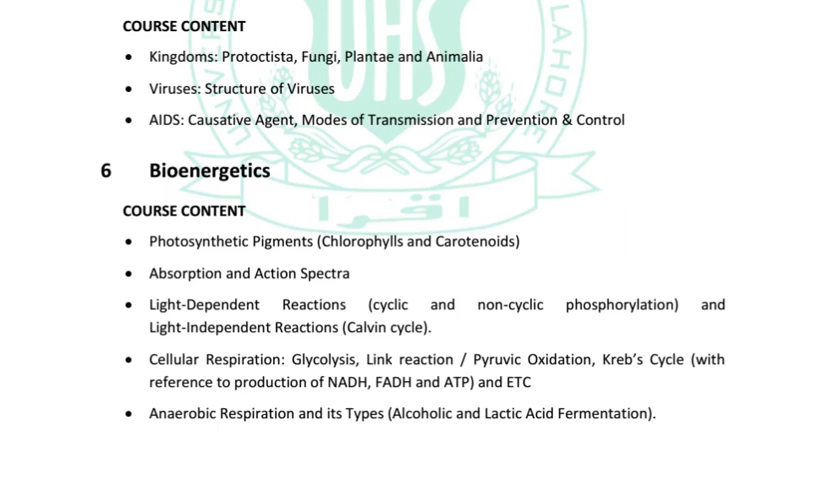 COURSE CONTENT
• Kingdoms: Protoctista, Fungi, Plantae and Animalia
• Viruses: Structure of Viruses
• AIDS: Causative Agent, Modes of Transmission and Prevention & Control
6 Bioenergetics
COURSE CONTENT
• Photosynthetic Pigments (Chlorophylls and Carotenoids)
• Absorption and Action Spectra
• Light-Dependent Reactions (cyclic and non-cyclic phosphorylation) and
Light-Independent Reactions (Calvin cycle).
• Cellular Respiration: Glycolysis, Link reaction / Pyruvic Oxidation, Kreb’s Cycle (with
reference to production of NADH, FADH and ATP) and ETC
• Anaerobic Respiration and its Types (Alcoholic and Lactic Acid Fermentation).
UHS
LAHORE
اقرا